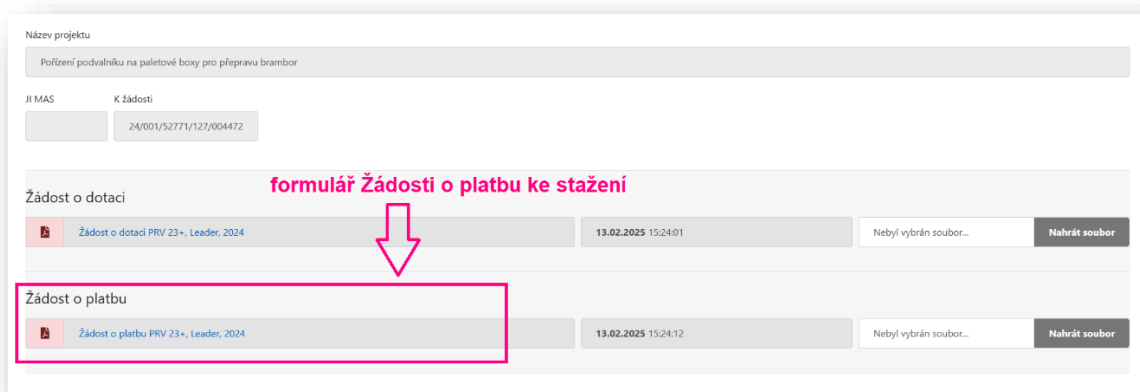 Název projektu
Pořízení podvalníku na paletové boxy pro přepravu brambor
JI MAS K žádosti
24/001/52771/127/004472
formulář Žádosti o platbu ke stažení
Žádost o dotaci
Žádost o dotaci PRV 23+, Leader, 2024 13.02.2025 15:24:01 Nebyl vybrán soubor... Nahrát soubor
Žádost o platbu
Žádost o platbu PRV 23+, Leader, 2024 13.02.2025 15:24:12 Nebyl vybrán soubor... Nahrát soubor